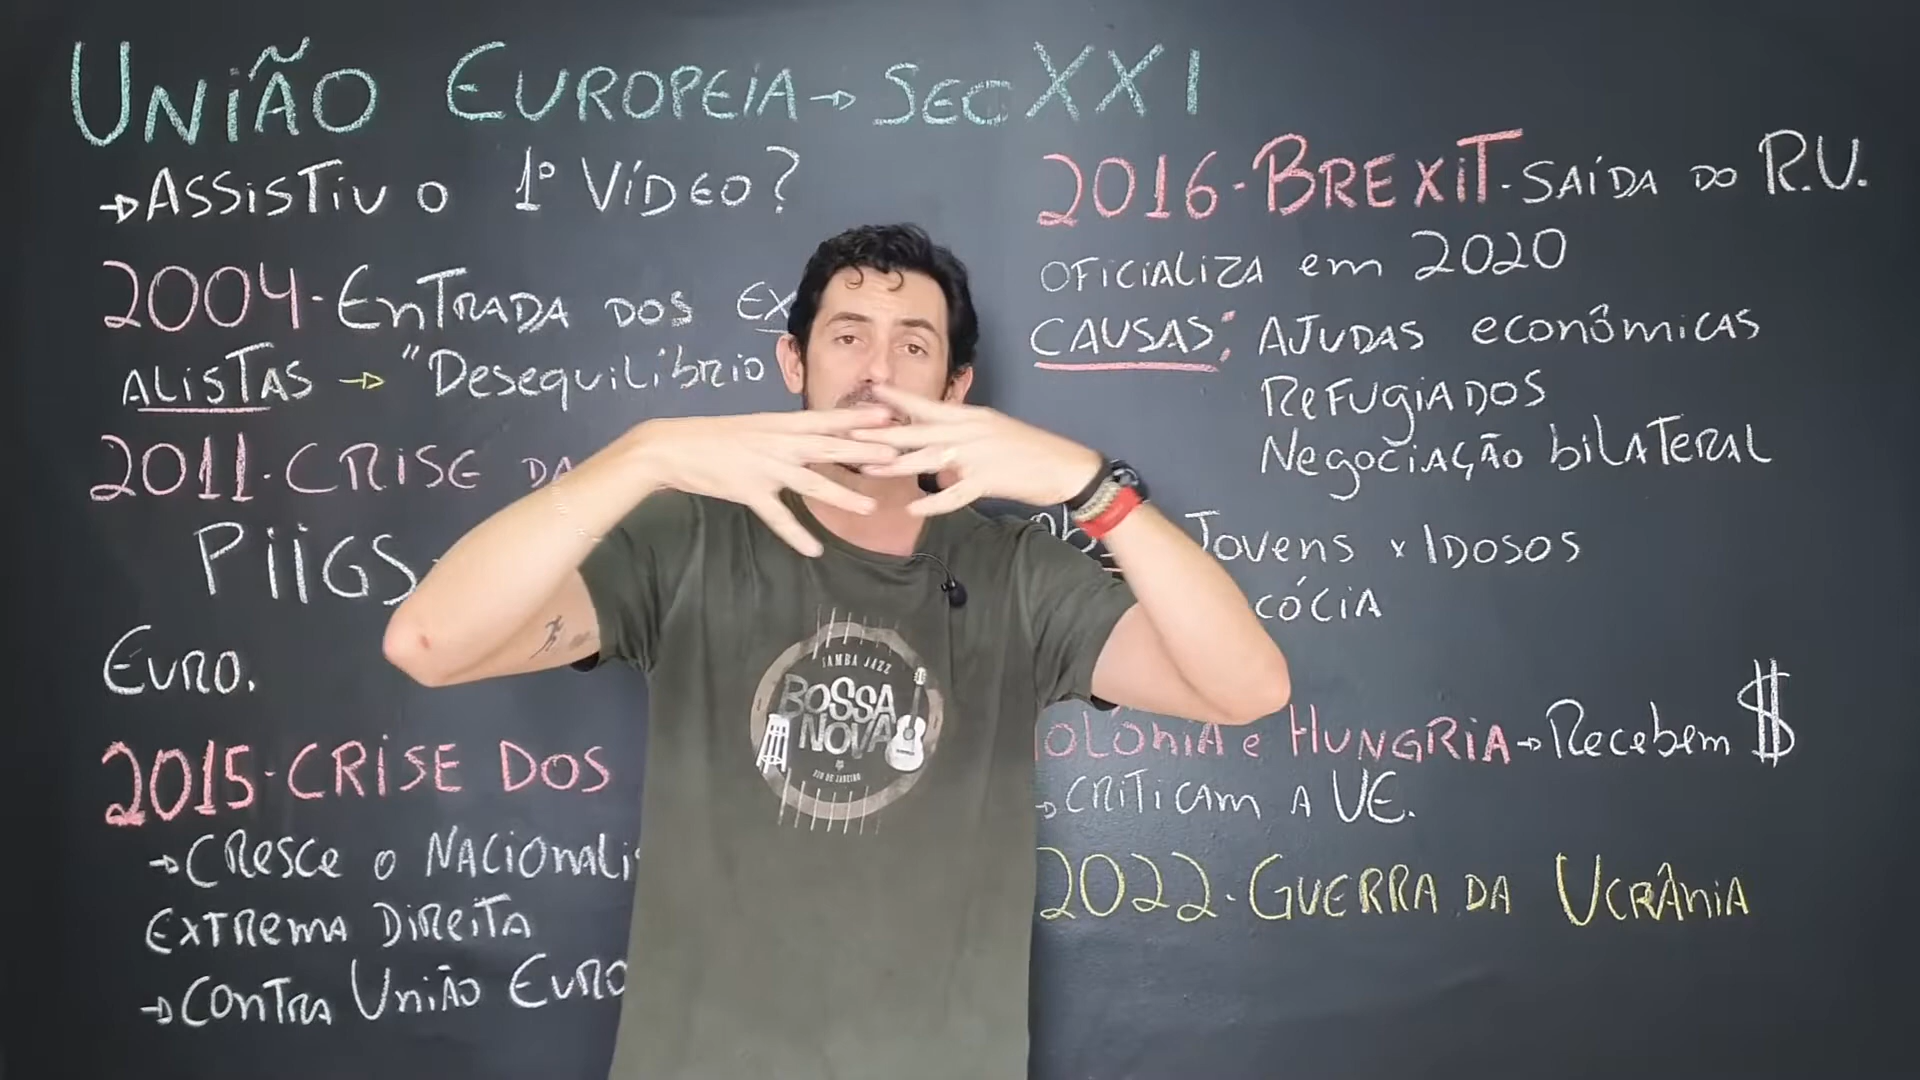 UNIÃO EUROPEIA → SEC XXI
→ ASSISTIU O 1º VÍDEO?
2004 - ENTRADA DOS EX
ALISTAS → "DESEQUILÍBRIO
2011 - CRISE DA
PIIGS
EURO.
2015 - CRISE DOS
→ CRESCE O NACIONALIS
EXTREMA DIREITA
→ CONTRA UNIÃO EURO
2016 - BREXIT - SAÍDA DO R.U.
OFICIALIZA em 2020
CAUSAS: AJUDAS econômicas
REFUGIADOS
NEGOCIAÇÃO bilATERAL
JOVENS x IDOSOS
CÓCIA
OLÔNIA e HUNGRIA → Recebem $
→ CRITICAM A UE.
2022 - GUERRA DA UCRÂNIA
SAMBA JAZZ
BOSSA
NOVA
RIO DE JANEIRO